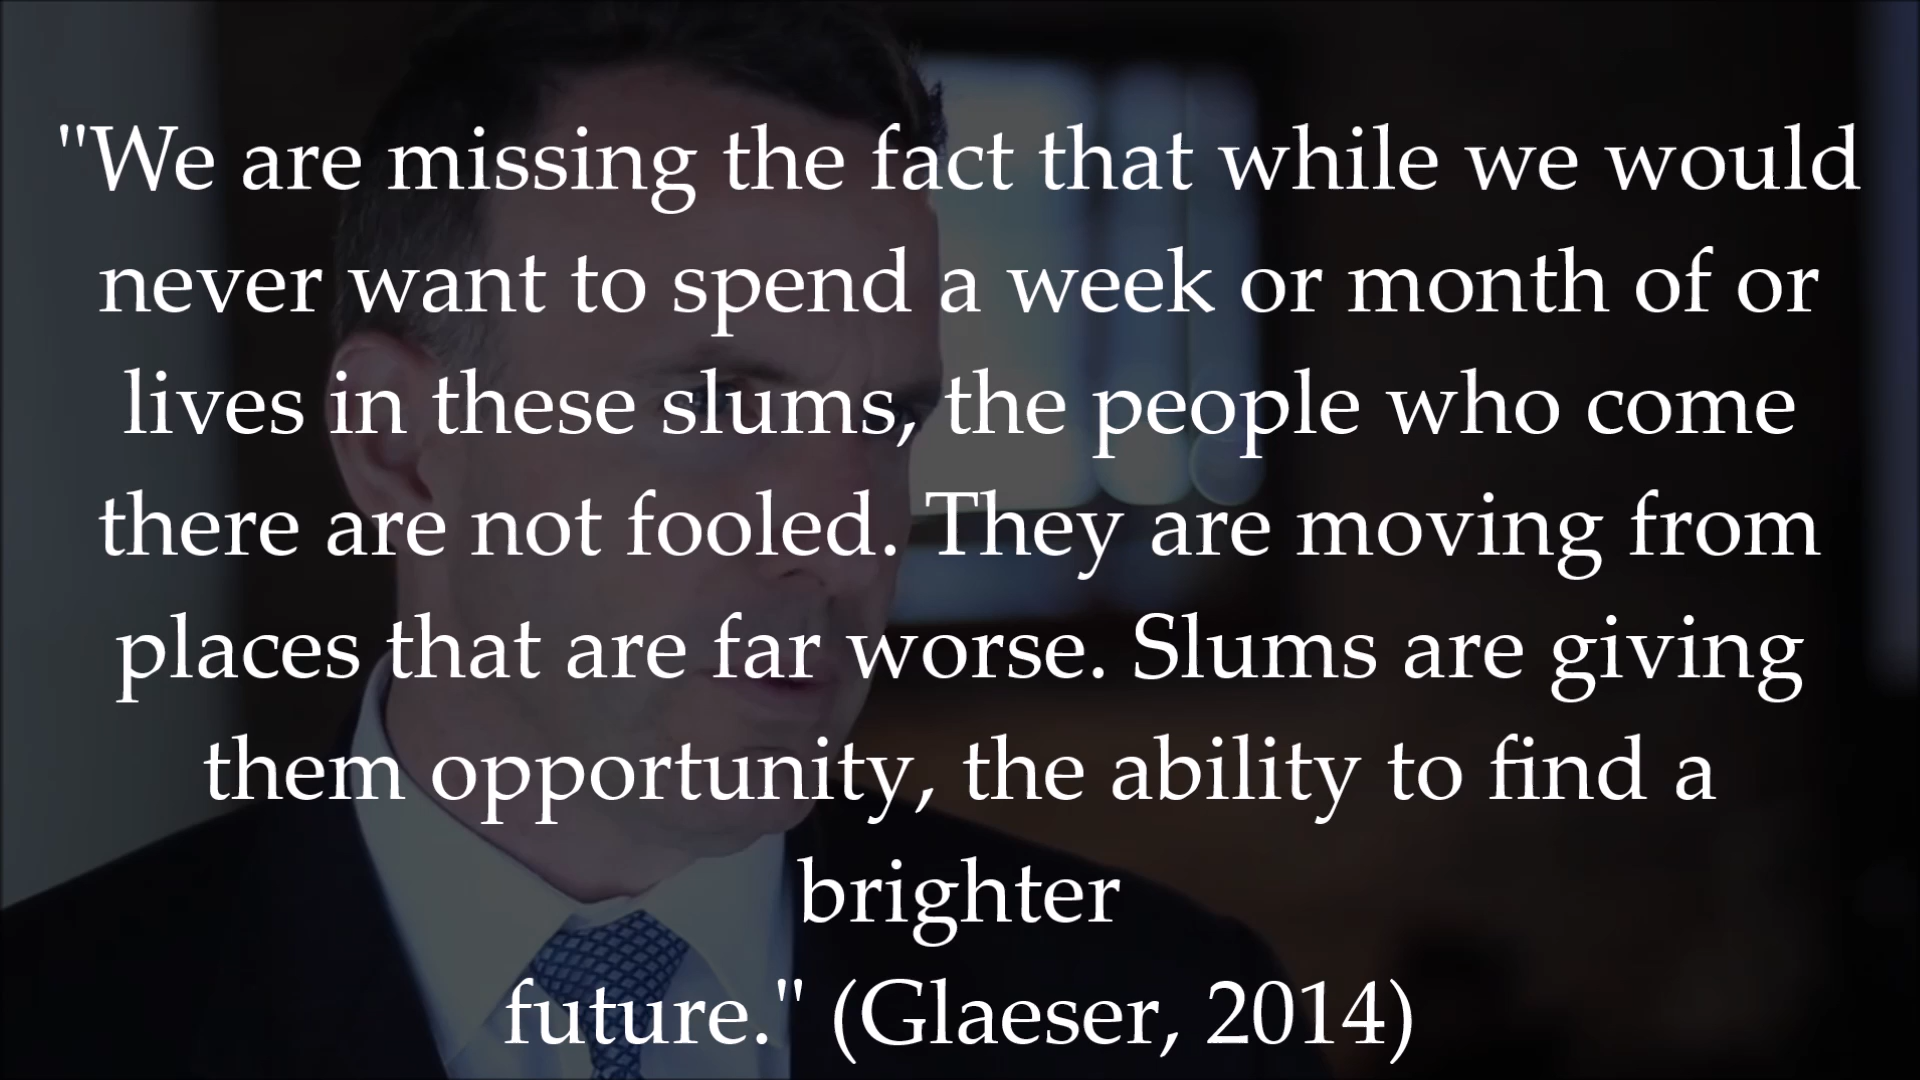 "We are missing the fact that while we would
never want to spend a week or month of or
lives in these slums, the people who come
there are not fooled. They are moving from
places that are far worse. Slums are giving
them opportunity, the ability to find a
brighter
future." (Glaeser, 2014)